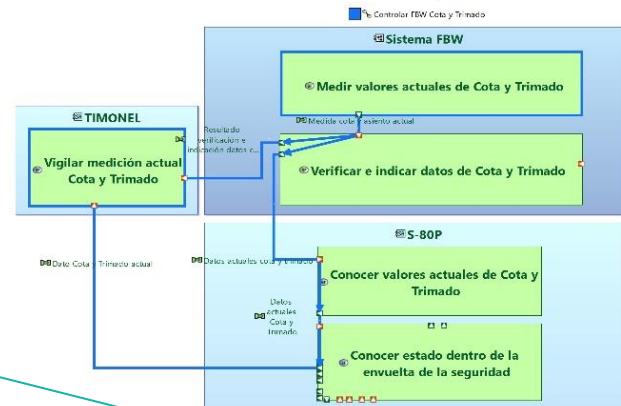 Controlar FBW Cota y Trimado
Sistema FBW
Medir valores actuales de Cota y Trimado
Medida cota y asiento actual
TIMONEL
Resultado
verificación e
indicación datos c...
Vigilar medición actual
Cota y Trimado
Verificar e indicar datos de Cota y Trimado
S-80P
Dato Cota y Trimado actual
Datos actuales cota y trimado
Conocer valores actuales de Cota y
Trimado
Datos
actuales
Cota y
Trimado
Conocer estado dentro de la
envuelta de la seguridad